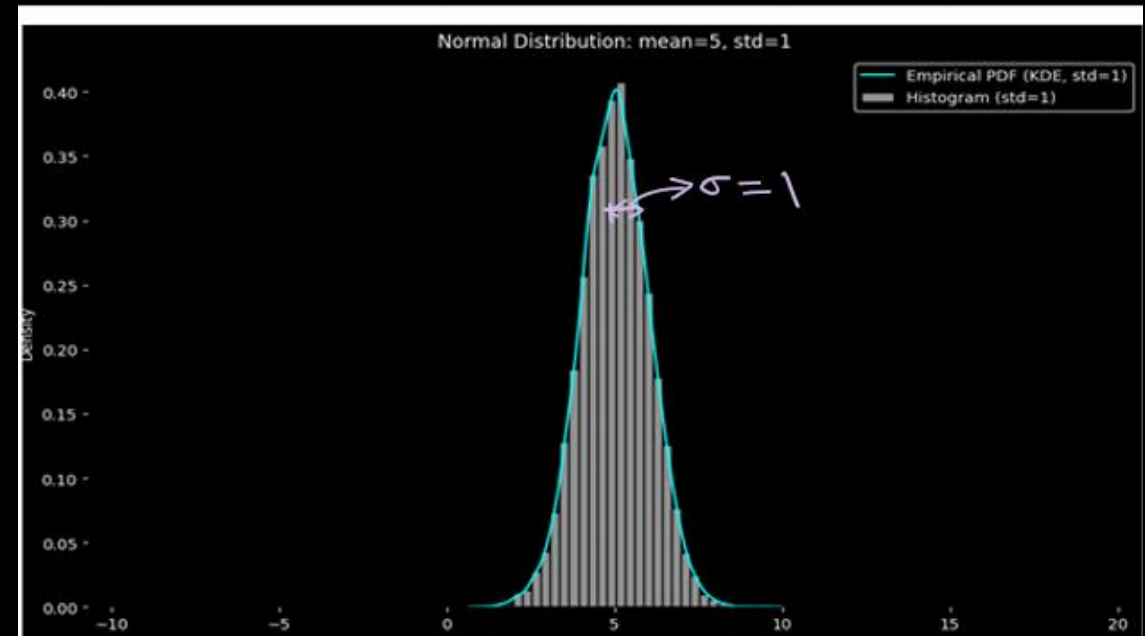 Normal Distribution: mean=5, std=1
Empirical PDF (KDE, std=1)
Histogram (std=1)
0.40
0.35
σ = 1
0.30
0.25
Density
0.20
0.15
0.10
0.05
0.00
−10 −5 0 5 10 15 20